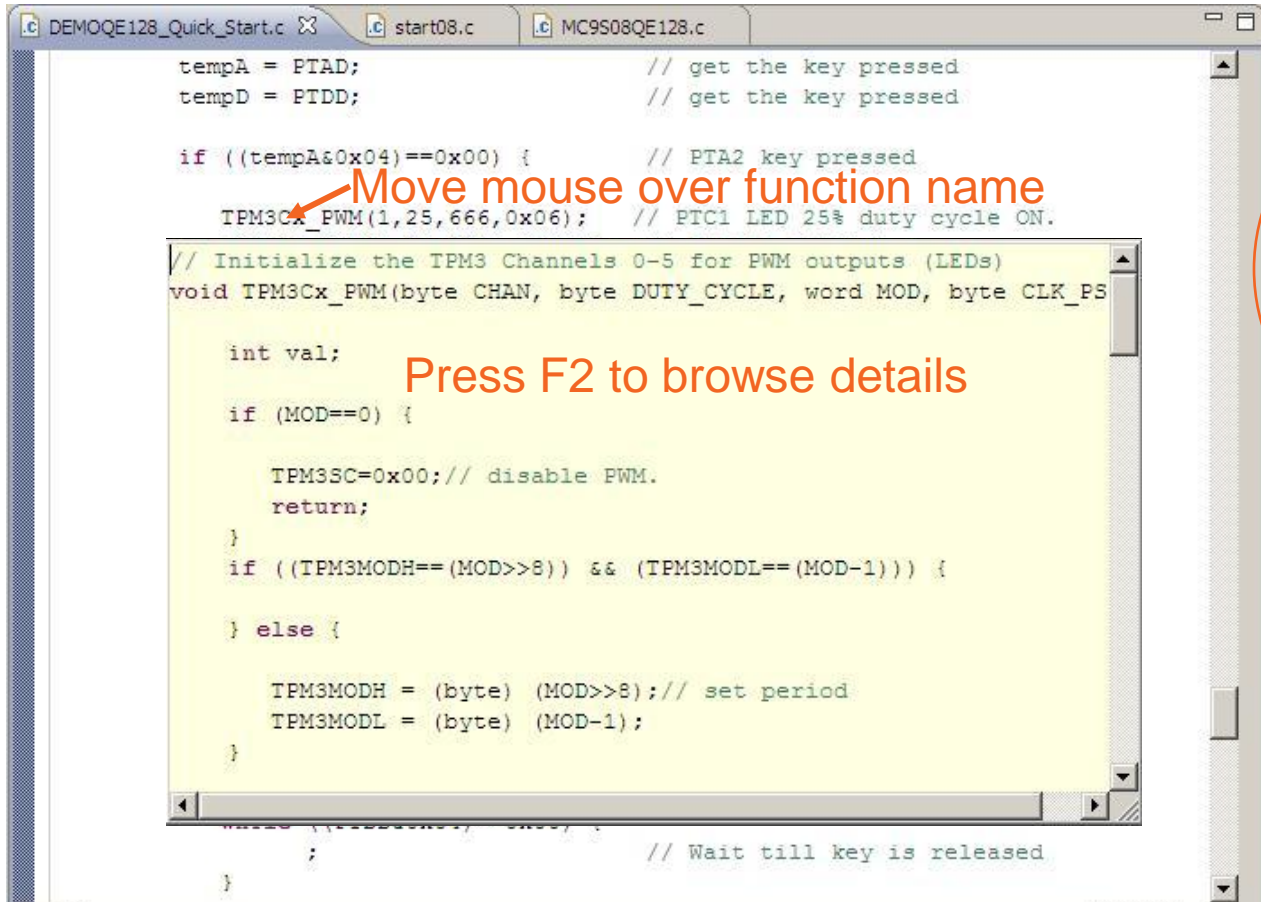 DEMOQE128_Quick_Start.c start08.c MC9S08QE128.c
tempA = PTAD; // get the key pressed
tempD = PTDD; // get the key pressed
if ((tempA&0x04)==0x00) { // PTA2 key pressed
Move mouse over function name
TPM3Cx_PWM(1,25,666,0x06); // PTC1 LED 25% duty cycle ON.
// Initialize the TPM3 Channels 0-5 for PWM outputs (LEDs)
void TPM3Cx_PWM(byte CHAN, byte DUTY_CYCLE, word MOD, byte CLK_PS
int val;
Press F2 to browse details
if (MOD==0) {
TPM3SC=0x00;// disable PWM.
return;
}
if ((TPM3MODH==(MOD>>8)) && (TPM3MODL==(MOD-1))) {
} else {
TPM3MODH = (byte) (MOD>>8);// set period
TPM3MODL = (byte) (MOD-1);
}
; // Wait till key is released
}